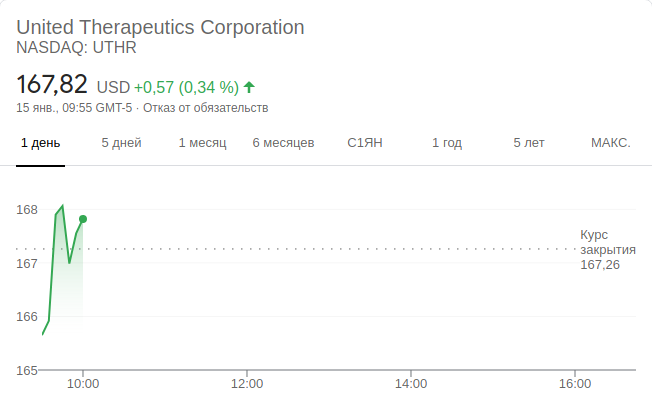 United Therapeutics Corporation
NASDAQ: UTHR
167,82 USD +0,57 (0,34 %)
15 янв., 09:55 GMT-5 · Отказ от обязательств
1 день 5 дней 1 месяц 6 месяцев С1ЯН 1 год 5 лет МАКС.
168
Курс
закрытия
167,26
167
166
165
10:00 12:00 14:00 16:00